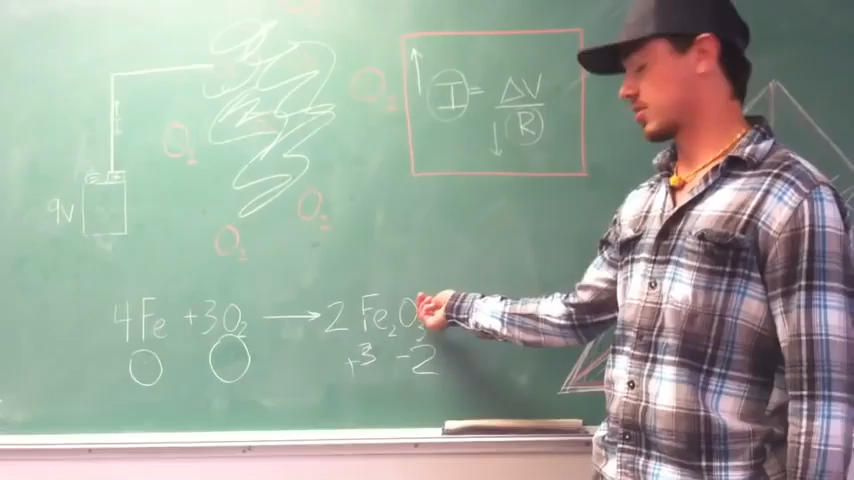 O₂
I = ΔV
R
O₂
9V
O₂
O₂
4Fe + 3O₂ → 2 Fe₂O₃
O O +3 -2